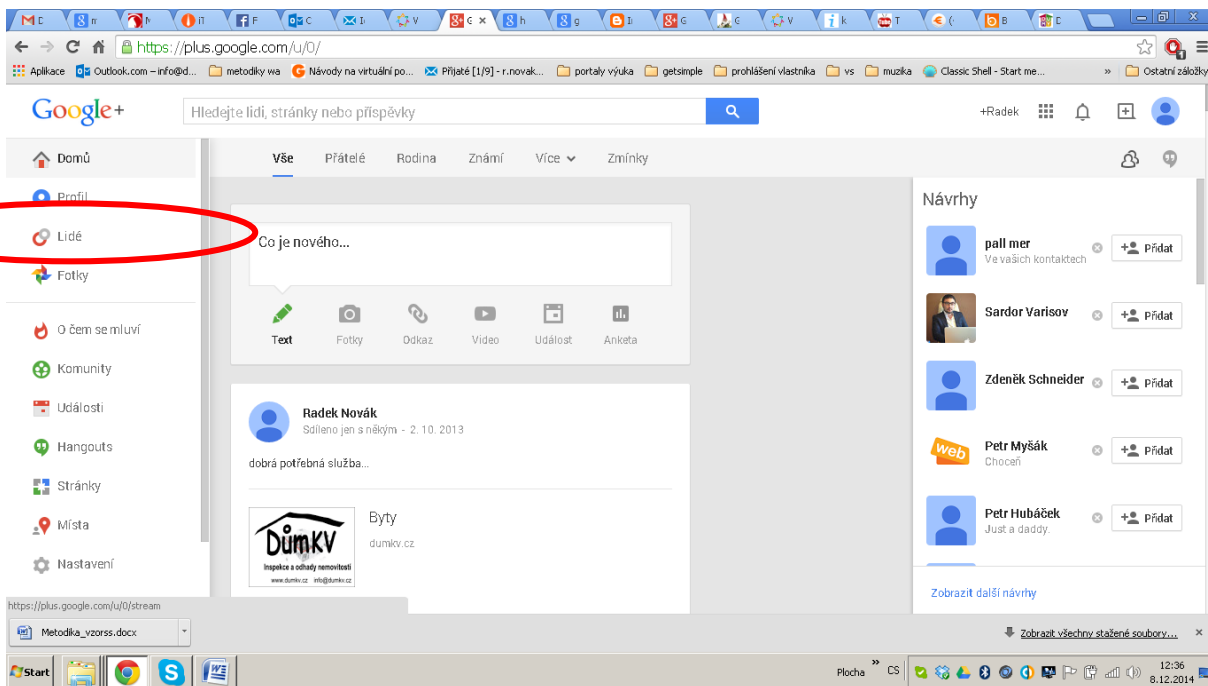 https://plus.google.com/u/0/
Aplikace Outlook.com – info@d... metodiky wa Návody na virtuální po... Přijaté [1/9] - r.novak... portaly výuka getsimple prohlášení vlastníka vs muzika Classic Shell - Start me... » Ostatní záložky
Google+ Hledejte lidi, stránky nebo příspěvky +Radek
Domů
Profil
Lidé
Fotky
O čem se mluví
Komunity
Události
Hangouts
Stránky
Místa
Nastavení
Vše Přátelé Rodina Známí Více Zmínky
Co je nového...
Text Fotky Odkaz Video Událost Anketa
Radek Novák
Sdíleno jen s někým - 2. 10. 2013
dobrá potřebná služba...
DůmKV
Inspekce a odhady nemovitostí
www.dumkv.cz info@dumkv.cz
Byty
dumkv.cz
Návrhy
pall mer
Ve vašich kontaktech
Přidat
Sardor Varisov
Přidat
Zdeněk Schneider
Přidat
web
Petr Myšák
Choceň
Přidat
Petr Hubáček
Just a daddy.
Přidat
Zobrazit další návrhy
https://plus.google.com/u/0/stream
Metodika_vzorss.docx Zobrazit všechny stažené soubory...
Start Plocha » CS 12:36
8.12.2014